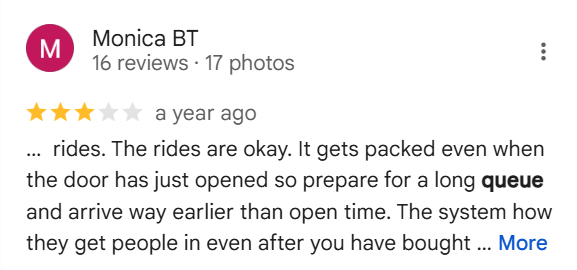 M
Monica BT
16 reviews · 17 photos
a year ago
... rides. The rides are okay. It gets packed even when
the door has just opened so prepare for a long queue
and arrive way earlier than open time. The system how
they get people in even after you have bought ... More